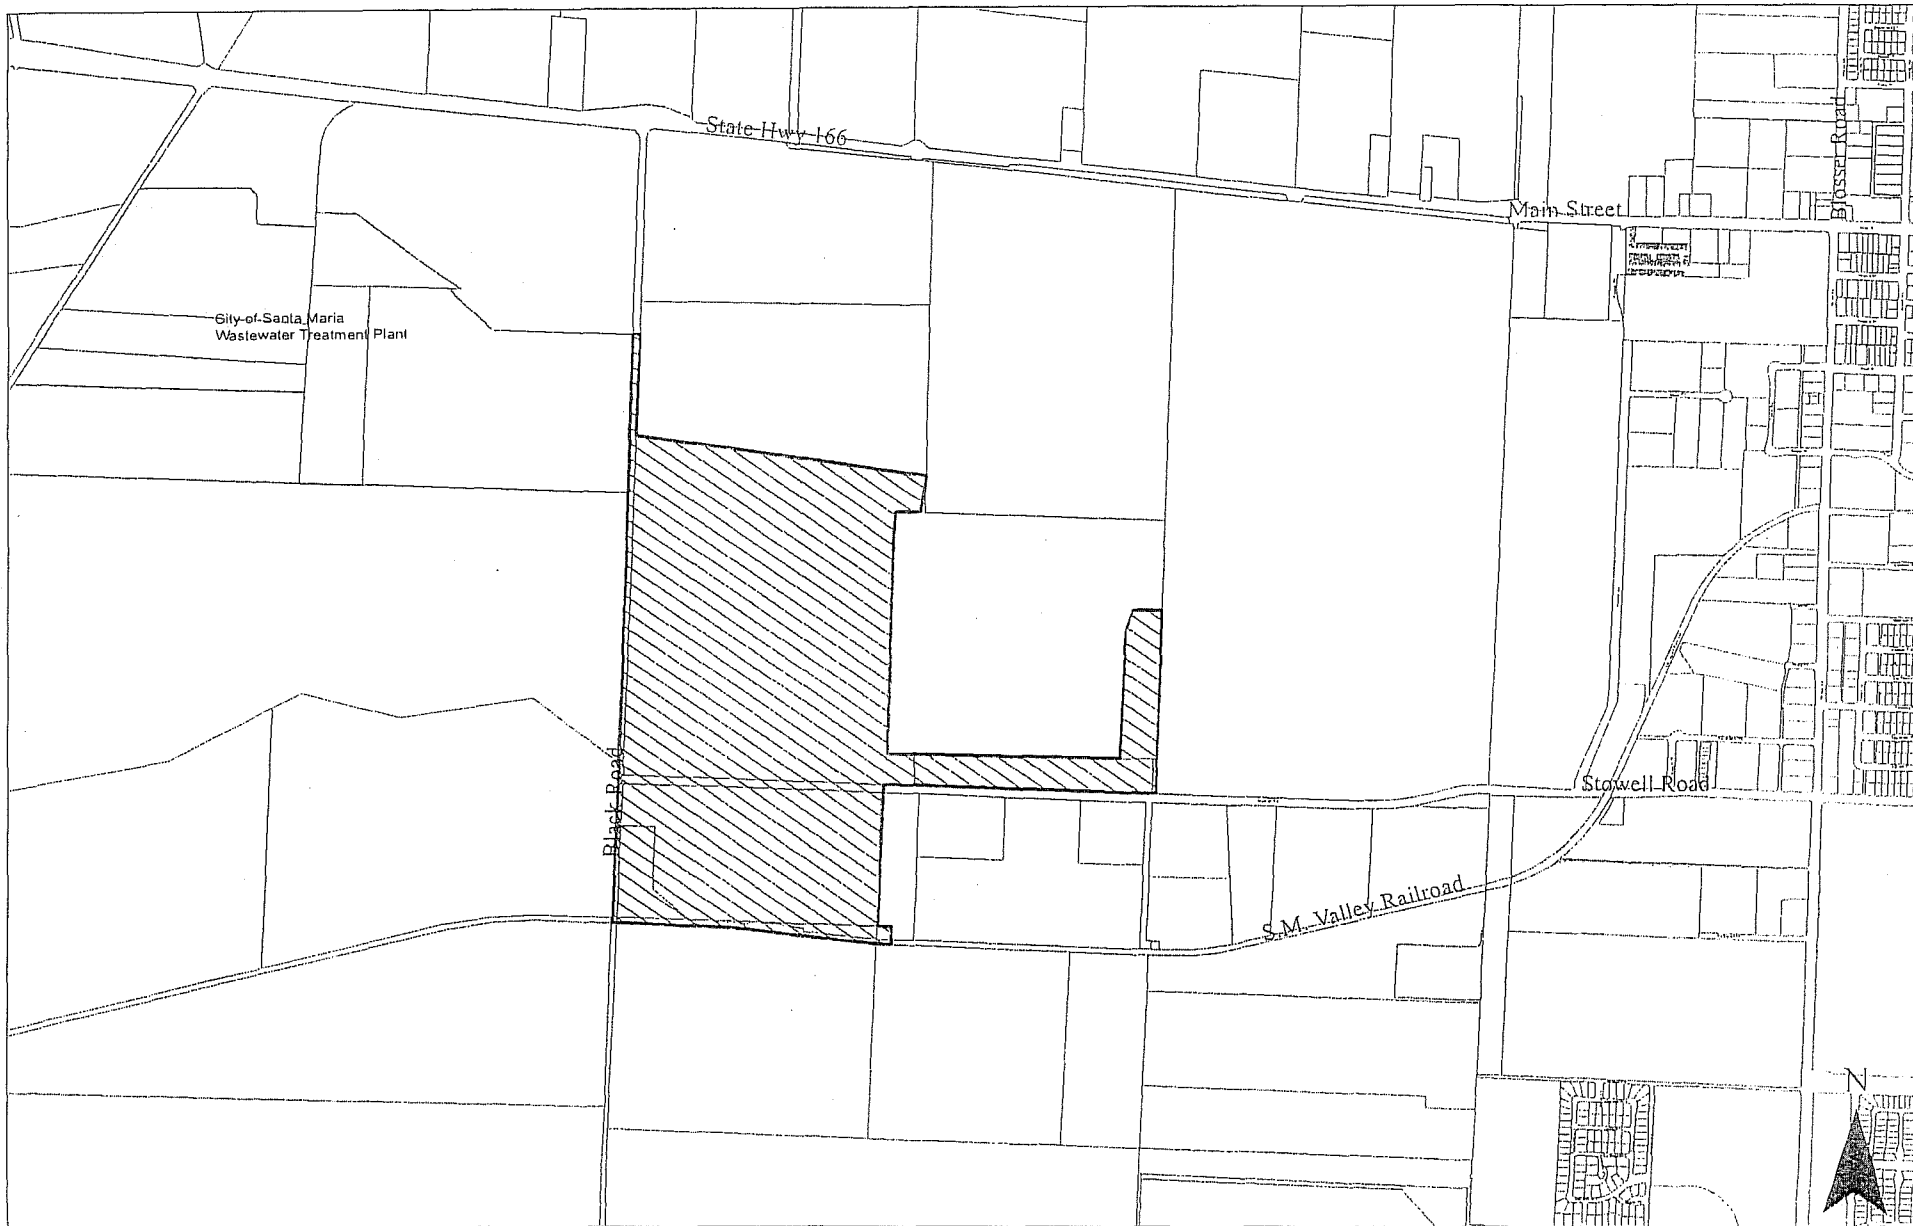 State Hwy 166
Main Street
Blosser Road
City of Santa Maria
Wastewater Treatment Plant
Black Road
Stowell Road
S.M. Valley Railroad
N